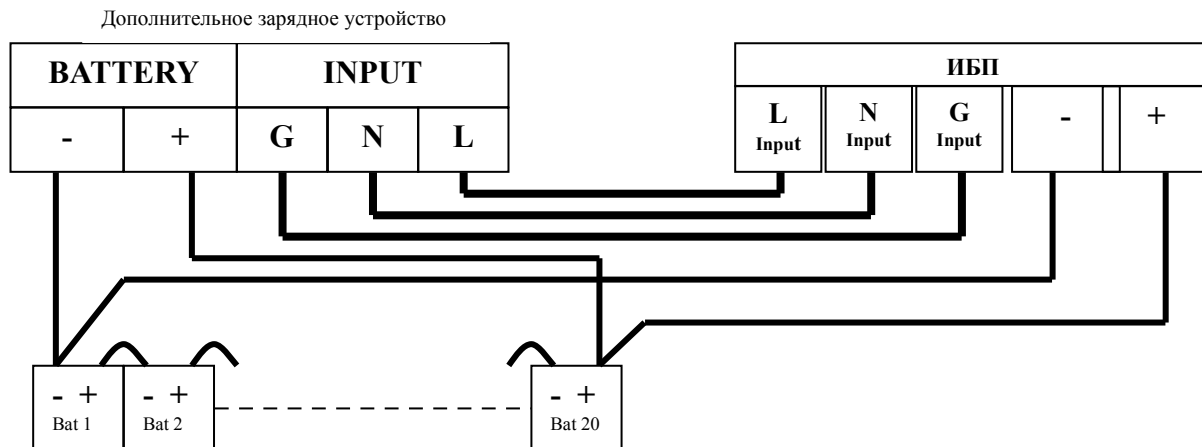 Дополнительное зарядное устройство
BATTERY INPUT
- + G N L
ИБП
L N G - +
Input Input Input
- + - + - +
Bat 1 Bat 2 Bat 20